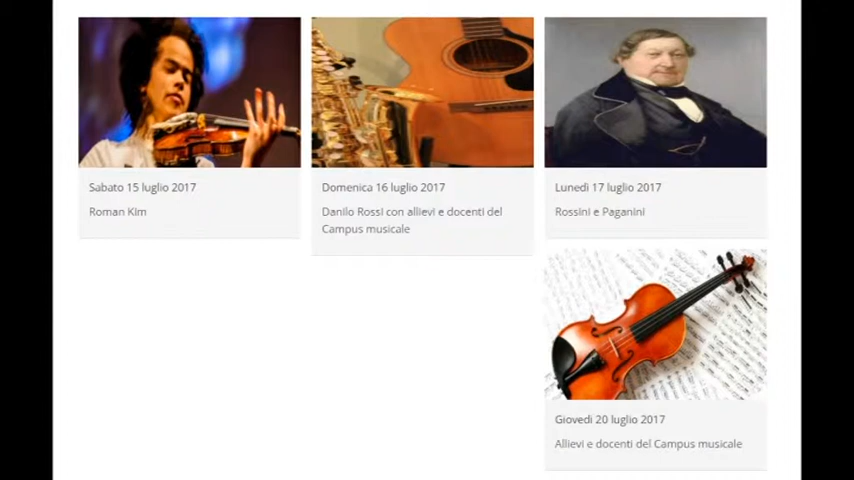 Sabato 15 luglio 2017
Roman Kim
Domenica 16 luglio 2017
Danilo Rossi con allievi e docenti del
Campus musicale
Lunedì 17 luglio 2017
Rossini e Paganini
Giovedì 20 luglio 2017
Allievi e docenti del Campus musicale